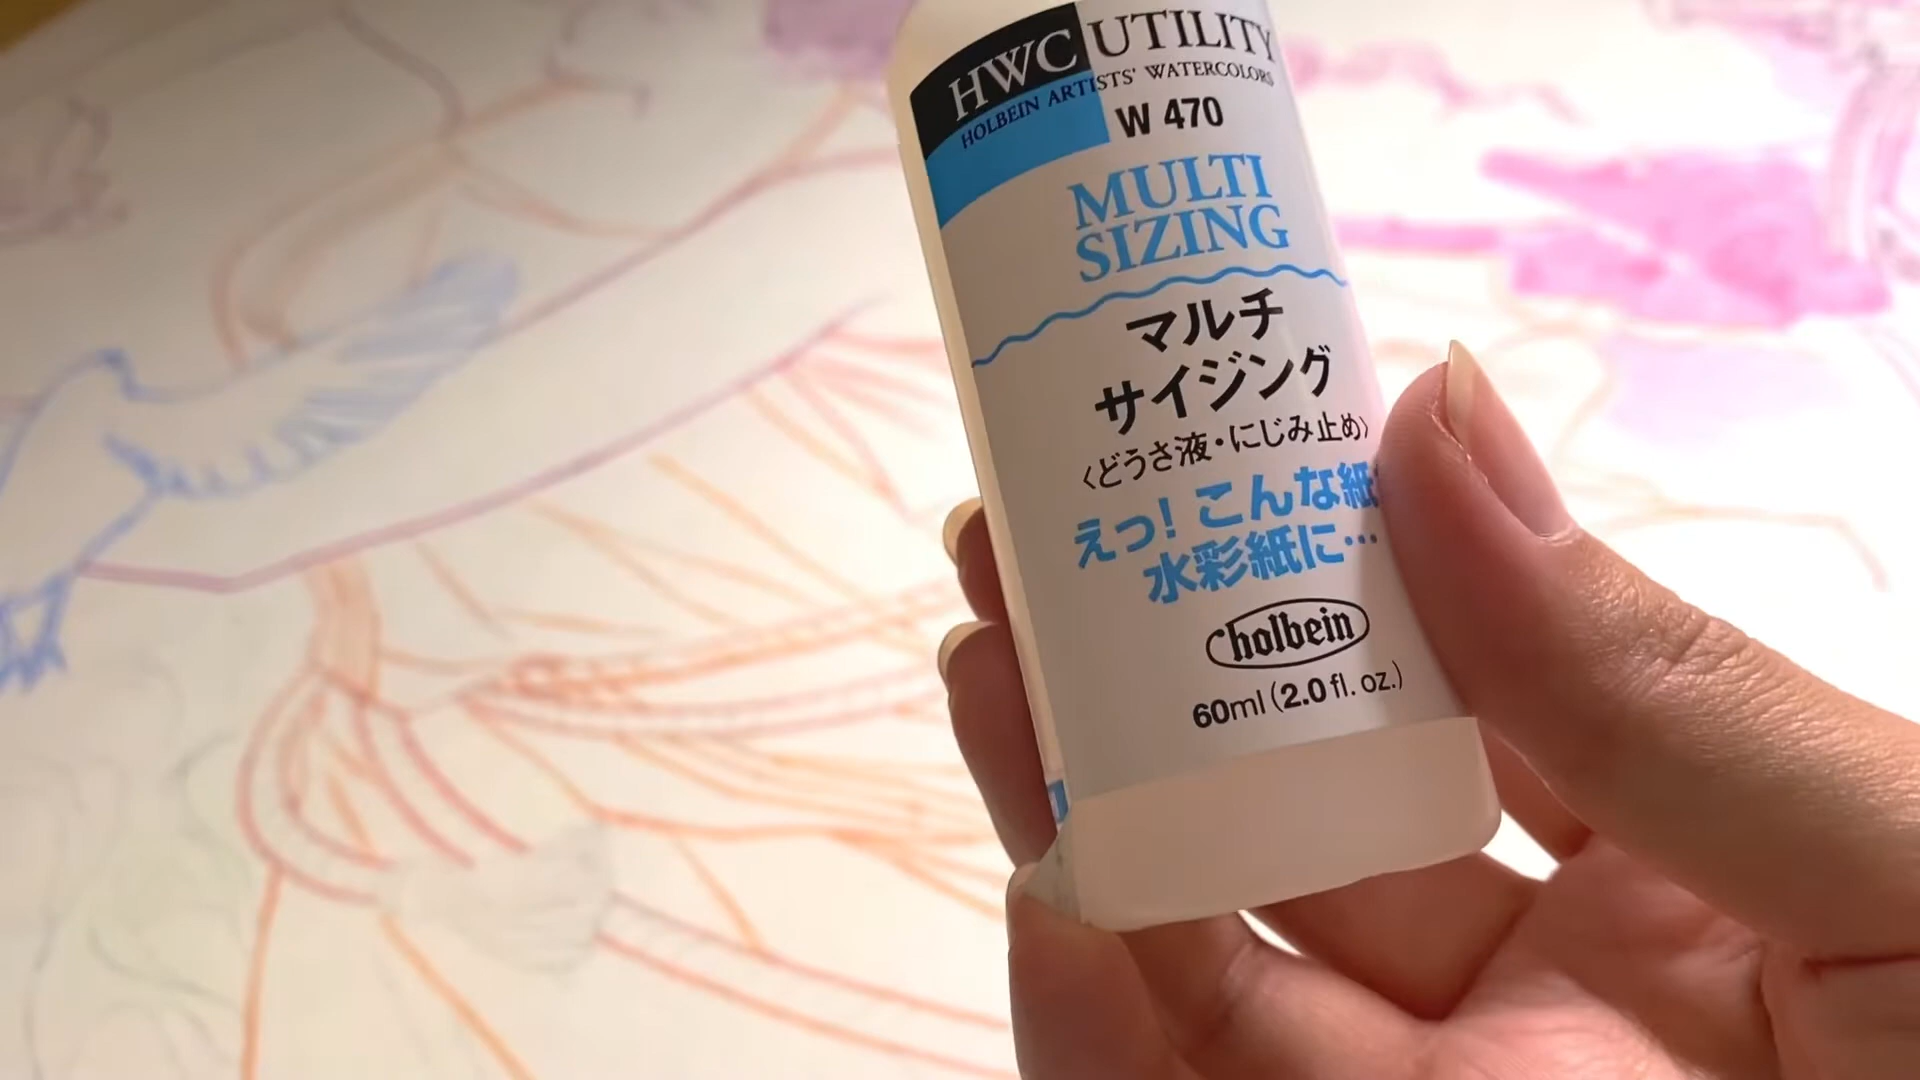 HWC UTILITY
HOLBEIN ARTISTS' WATERCOLORS
W 470
MULTI
SIZING
マルチ
サイジング
〈どうさ液・にじみ止め〉
えっ! こんな紙
水彩紙に…
holbein
60ml (2.0 fl. oz.)